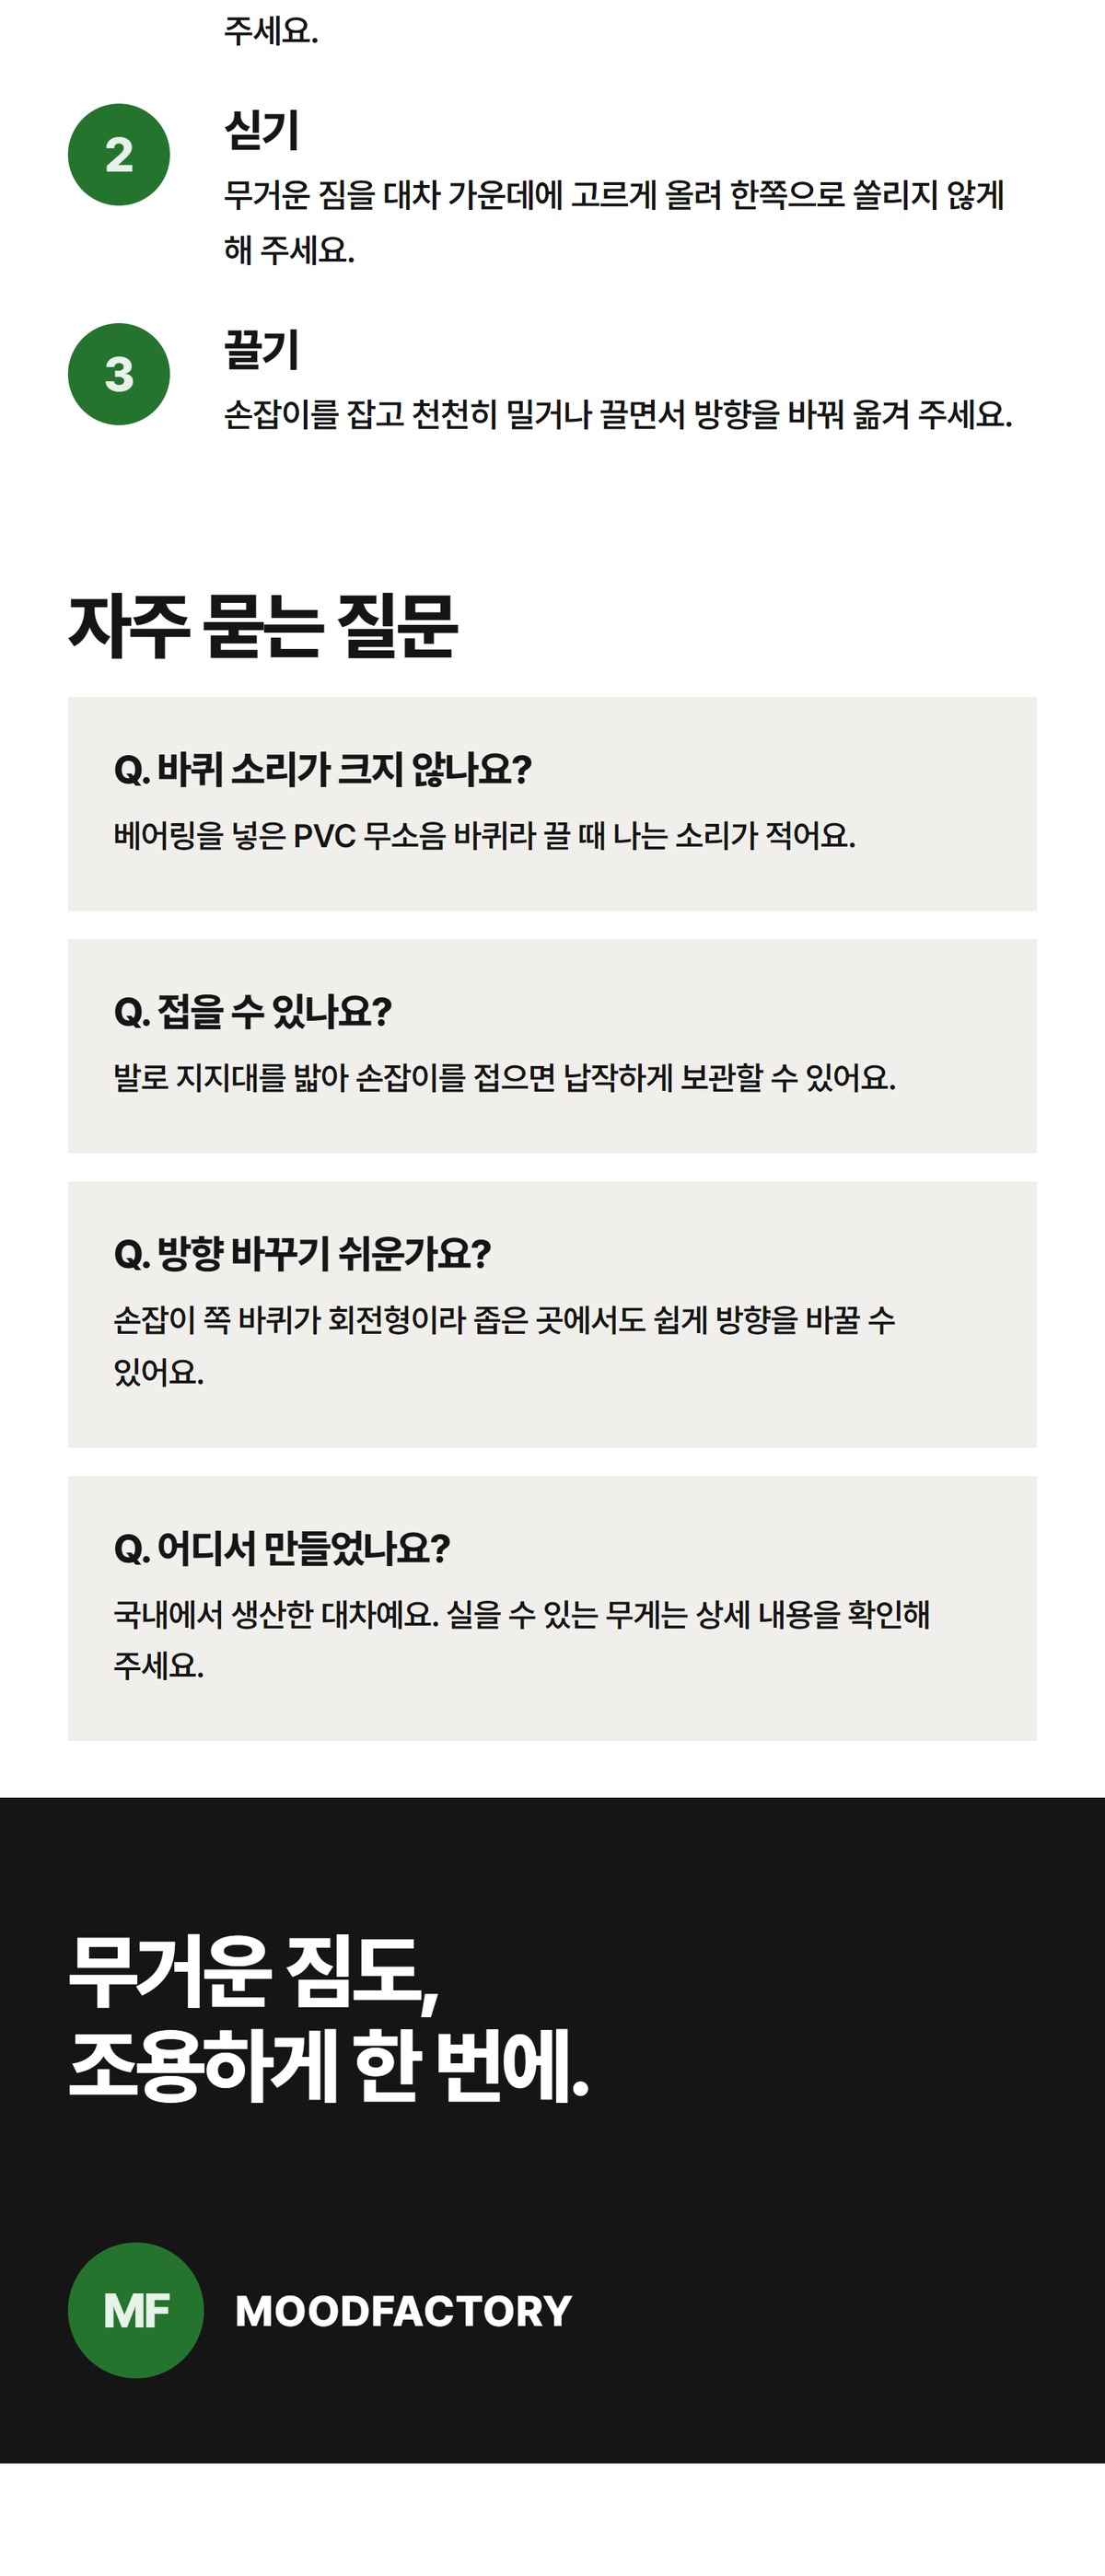 주세요.
2
싣기
무거운 짐을 대차 가운데에 고르게 올려 한쪽으로 쏠리지 않게
해 주세요.
3
끌기
손잡이를 잡고 천천히 밀거나 끌면서 방향을 바꿔 옮겨 주세요.
자주 묻는 질문
Q. 바퀴 소리가 크지 않나요?
베어링을 넣은 PVC 무소음 바퀴라 끌 때 나는 소리가 적어요.
Q. 접을 수 있나요?
발로 지지대를 밟아 손잡이를 접으면 납작하게 보관할 수 있어요.
Q. 방향 바꾸기 쉬운가요?
손잡이 쪽 바퀴가 회전형이라 좁은 곳에서도 쉽게 방향을 바꿀 수
있어요.
Q. 어디서 만들었나요?
국내에서 생산한 대차예요. 실을 수 있는 무게는 상세 내용을 확인해
주세요.
무거운 짐도,
조용하게 한 번에.
MF
MOODFACTORY